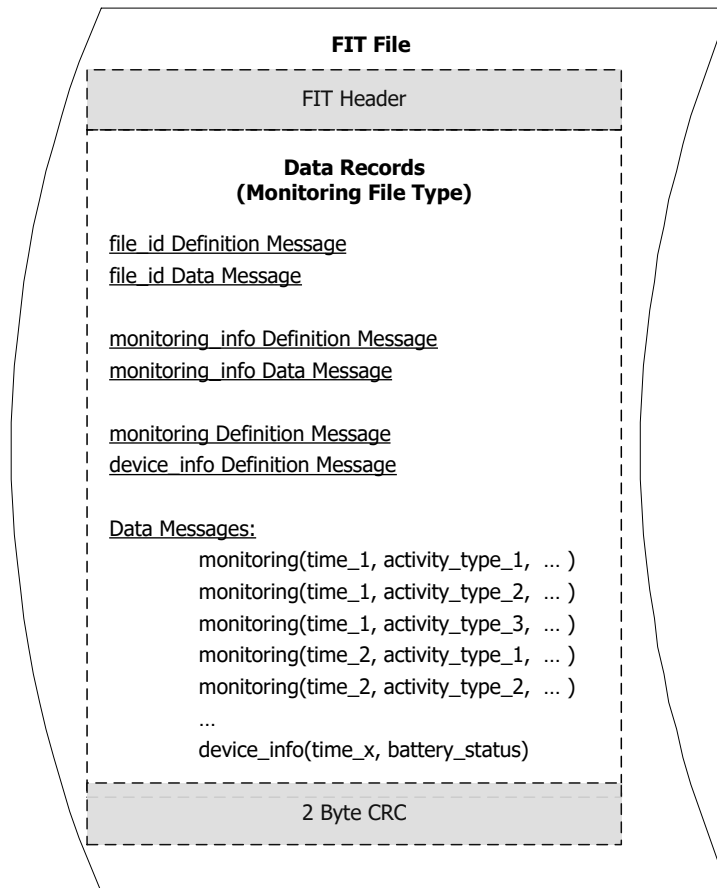 FIT File
FIT Header
Data Records
(Monitoring File Type)
file_id Definition Message
file_id Data Message
monitoring_info Definition Message
monitoring_info Data Message
monitoring Definition Message
device_info Definition Message
Data Messages:
monitoring(time_1, activity_type_1, … )
monitoring(time_1, activity_type_2, … )
monitoring(time_1, activity_type_3, … )
monitoring(time_2, activity_type_1, … )
monitoring(time_2, activity_type_2, … )
…
device_info(time_x, battery_status)
2 Byte CRC